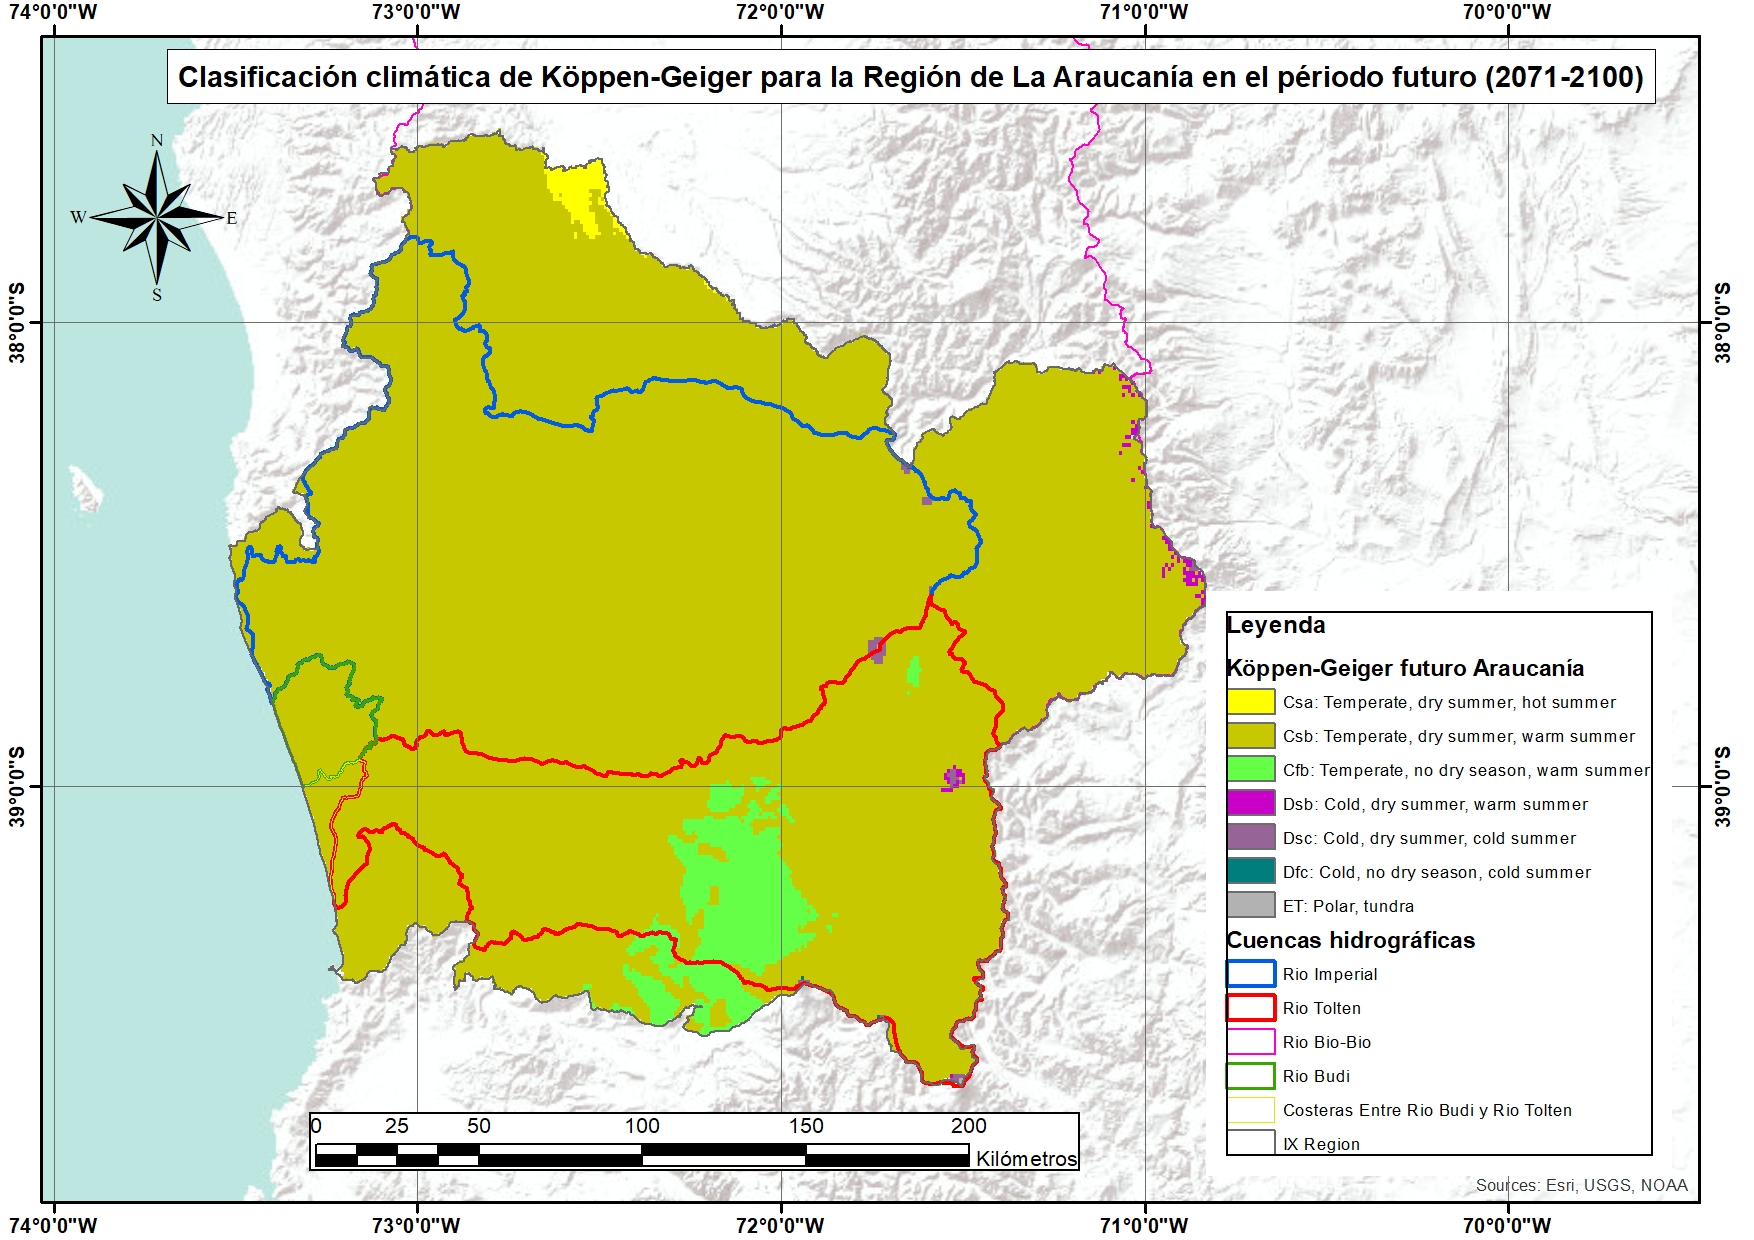 74°0'0"W 73°0'0"W 72°0'0"W 71°0'0"W 70°0'0"W
Clasificación climática de Köppen-Geiger para la Región de La Araucanía en el périodo futuro (2071-2100)
N
W E
S
38°0'0"S 38°0'0"S
39°0'0"S 39°0'0"S
Leyenda
Köppen-Geiger futuro Araucanía
Csa: Temperate, dry summer, hot summer
Csb: Temperate, dry summer, warm summer
Cfb: Temperate, no dry season, warm summer
Dsb: Cold, dry summer, warm summer
Dsc: Cold, dry summer, cold summer
Dfc: Cold, no dry season, cold summer
ET: Polar, tundra
Cuencas hidrográficas
Rio Imperial
Rio Tolten
Rio Bio-Bio
Rio Budi
Costeras Entre Rio Budi y Rio Tolten
IX Region
0 25 50 100 150 200
Kilómetros
Sources: Esri, USGS, NOAA
74°0'0"W 73°0'0"W 72°0'0"W 71°0'0"W 70°0'0"W